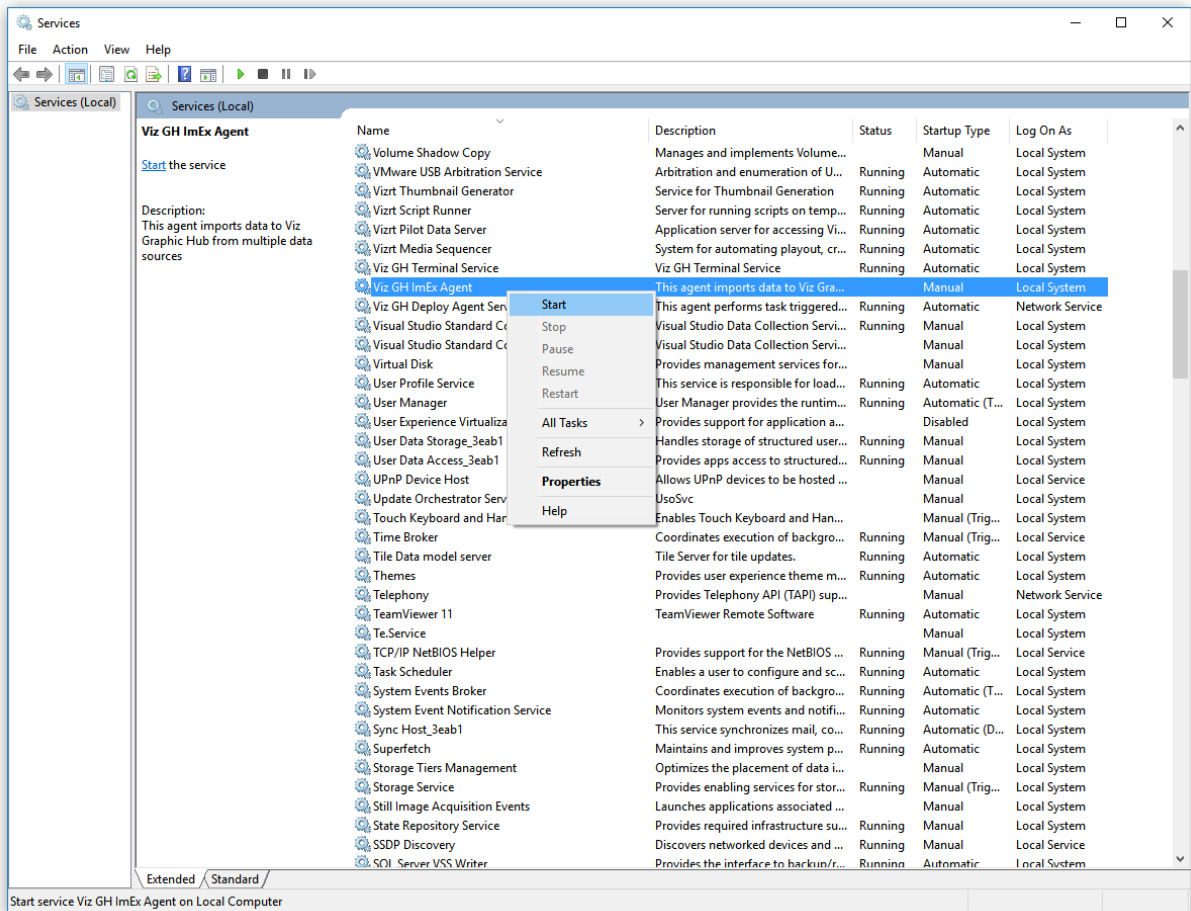 Services
File Action View Help
Services (Local)
Services (Local)
Viz GH ImEx Agent
Start the service
Description:
This agent imports data to Viz
Graphic Hub from multiple data
sources
Name Description Status Startup Type Log On As
Volume Shadow Copy Manages and implements Volume... Manual Local System
VMware USB Arbitration Service Arbitration and enumeration of U... Running Automatic Local System
Vizrt Thumbnail Generator Service for Thumbnail Generation Running Automatic Local System
Vizrt Script Runner Server for running scripts on temp... Running Automatic Local System
Vizrt Pilot Data Server Application server for accessing Vi... Running Automatic Local System
Vizrt Media Sequencer System for automating playout, cr... Running Automatic Local System
Viz GH Terminal Service Viz GH Terminal Service Running Automatic Local System
Viz GH ImEx Agent This agent imports data to Viz Gra... Manual Local System
Viz GH Deploy Agent Serv This agent performs task triggered... Running Automatic Network Service
Visual Studio Standard Co Visual Studio Data Collection Servi... Running Manual Local System
Visual Studio Standard Co Visual Studio Data Collection Servi... Manual Local System
Virtual Disk Provides management services for... Manual Local System
User Profile Service This service is responsible for load... Running Automatic Local System
User Manager User Manager provides the runtim... Running Automatic (T... Local System
User Experience Virtualiza Provides support for application a... Disabled Local System
User Data Storage_3eab1 Handles storage of structured user... Running Manual Local System
User Data Access_3eab1 Provides apps access to structured... Running Manual Local System
UPnP Device Host Allows UPnP devices to be hosted ... Manual Local Service
Update Orchestrator Serv UsoSvc Manual Local System
Touch Keyboard and Han Enables Touch Keyboard and Han... Manual (Trig... Local System
Time Broker Coordinates execution of backgro... Running Manual (Trig... Local Service
Tile Data model server Tile Server for tile updates. Running Automatic Local System
Themes Provides user experience theme m... Running Automatic Local System
Telephony Provides Telephony API (TAPI) sup... Manual Network Service
TeamViewer 11 TeamViewer Remote Software Running Automatic Local System
Te.Service Manual Local System
TCP/IP NetBIOS Helper Provides support for the NetBIOS ... Running Manual (Trig... Local Service
Task Scheduler Enables a user to configure and sc... Running Automatic Local System
System Events Broker Coordinates execution of backgro... Running Automatic (T... Local System
System Event Notification Service Monitors system events and notifi... Running Automatic Local System
Sync Host_3eab1 This service synchronizes mail, co... Running Automatic (D... Local System
Superfetch Maintains and improves system p... Running Automatic Local System
Storage Tiers Management Optimizes the placement of data i... Manual Local System
Storage Service Provides enabling services for stor... Running Manual (Trig... Local System
Still Image Acquisition Events Launches applications associated ... Manual Local System
State Repository Service Provides required infrastructure su... Running Manual Local System
SSDP Discovery Discovers networked devices and ... Running Manual Local Service
SQL Server VSS Writer Provides the interface to backup/r... Running Automatic Local System
Start
Stop
Pause
Resume
Restart
All Tasks
Refresh
Properties
Help
Extended Standard
Start service Viz GH ImEx Agent on Local Computer